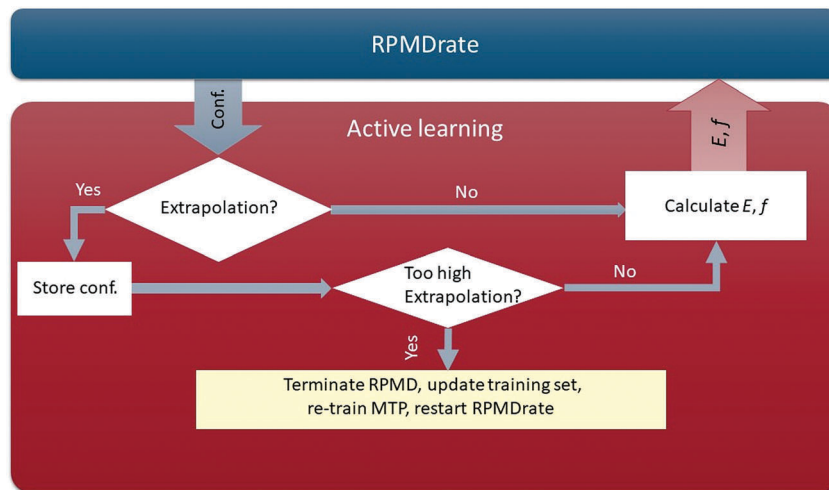 RPMDrate
Conf.
E, f
Active learning
Yes
Extrapolation?
No
Calculate E, f
Store conf.
Too high
Extrapolation?
No
Yes
Terminate RPMD, update training set,
re-train MTP, restart RPMDrate